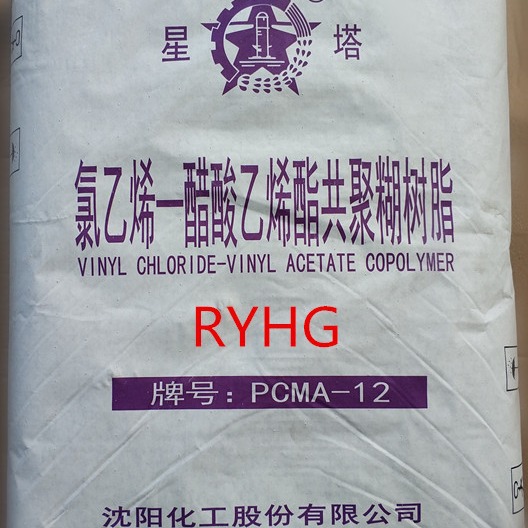 星 塔
®
氯乙烯一醋酸乙烯酯共聚糊树脂
VINYL CHLORIDE-VINYL ACETATE COPOLYMER
RYHG
牌号：PCMA-12
沈阳化工股份有限公司